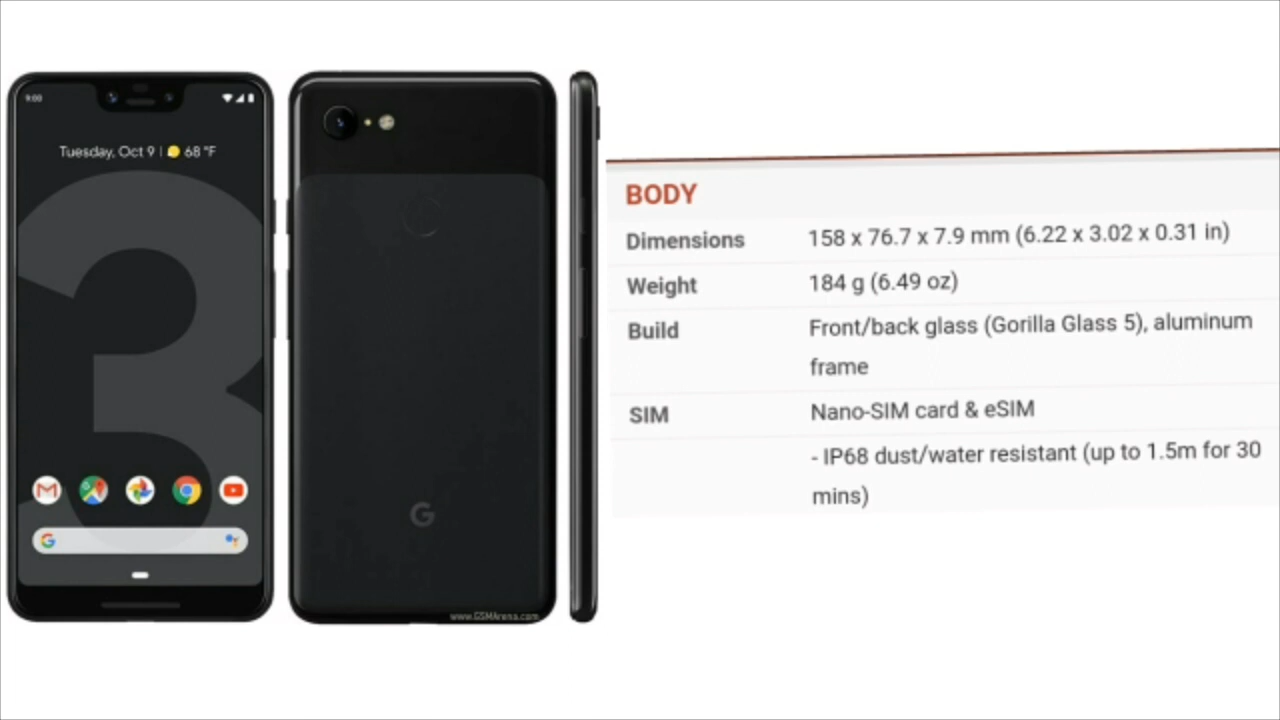 9:00
Tuesday, Oct 9 | 68 °F
G
www.GSMArena.com
BODY
Dimensions 158 x 76.7 x 7.9 mm (6.22 x 3.02 x 0.31 in)
Weight 184 g (6.49 oz)
Build Front/back glass (Gorilla Glass 5), aluminum
frame
SIM Nano-SIM card & eSIM
- IP68 dust/water resistant (up to 1.5m for 30
mins)